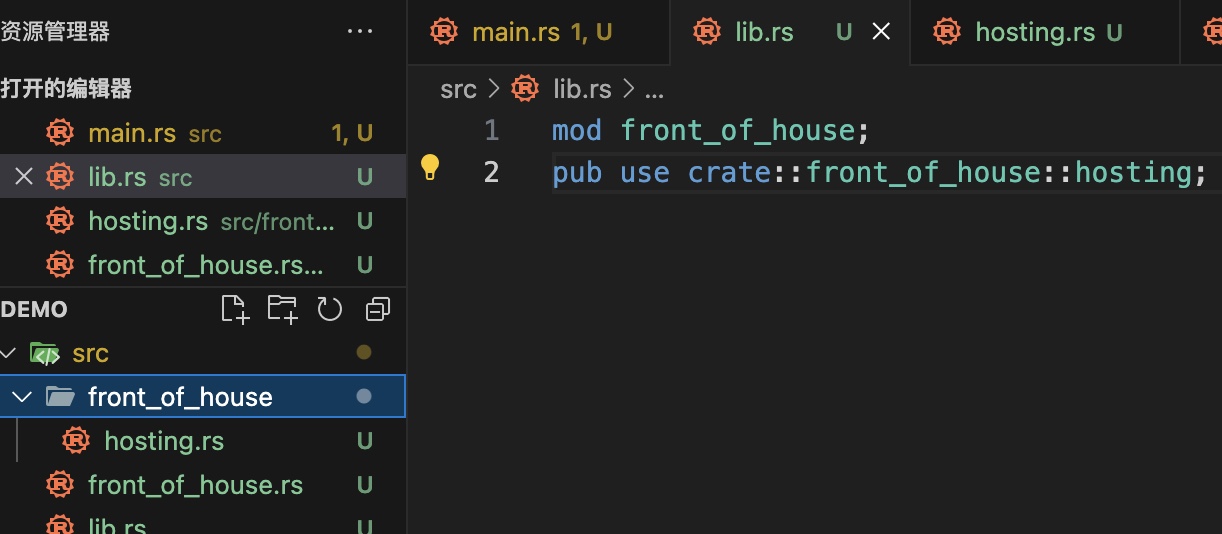 资源管理器
...
打开的编辑器
main.rs src 1, U
lib.rs src U
hosting.rs src/front... U
front_of_house.rs... U
DEMO
src
front_of_house
hosting.rs U
front_of_house.rs U
lib.rs U
main.rs 1, U
lib.rs U
hosting.rs U
src > lib.rs > ...
1 mod front_of_house;
2 pub use crate::front_of_house::hosting;